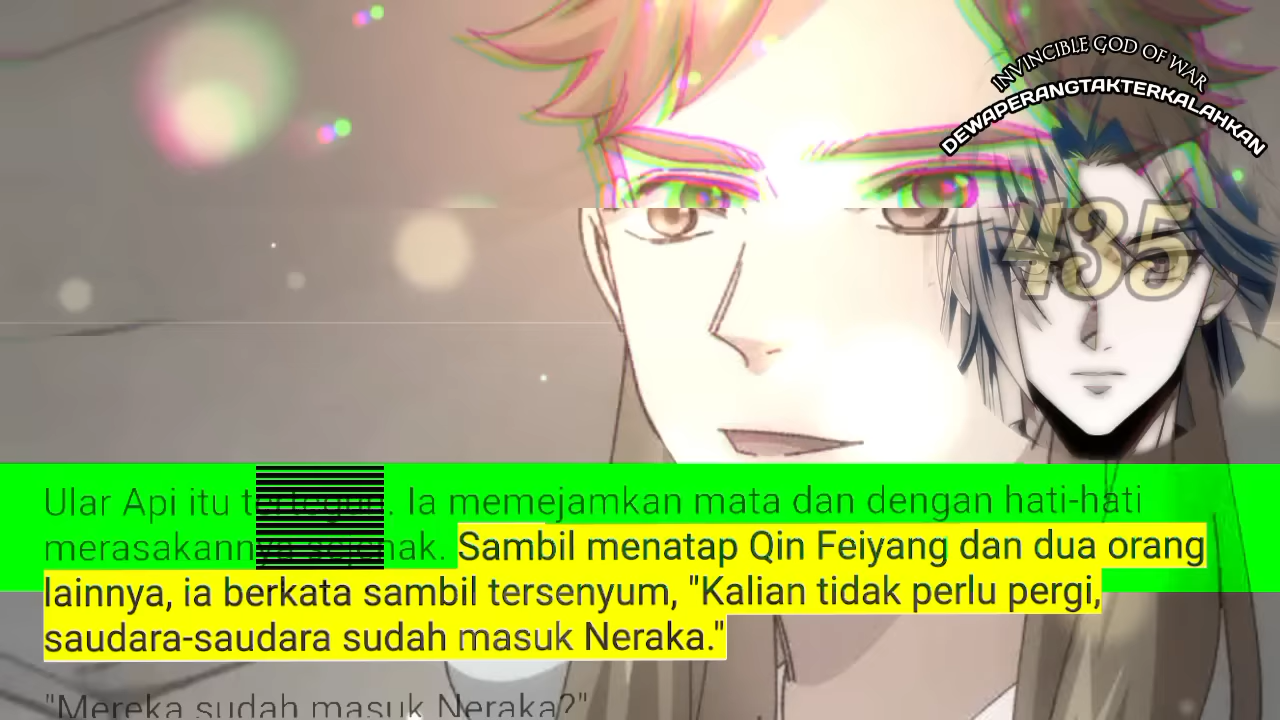 INVINCIBLE GOD OF WAR
DEWAPERANGTAKTERKALAHKAN
435
Ular Api itu tertegun. Ia memejamkan mata dan dengan hati-hati
merasakannya sejenak. Sambil menatap Qin Feiyang dan dua orang
lainnya, ia berkata sambil tersenyum, "Kalian tidak perlu pergi,
saudara-saudara sudah masuk Neraka."
"Mereka sudah masuk Neraka?"